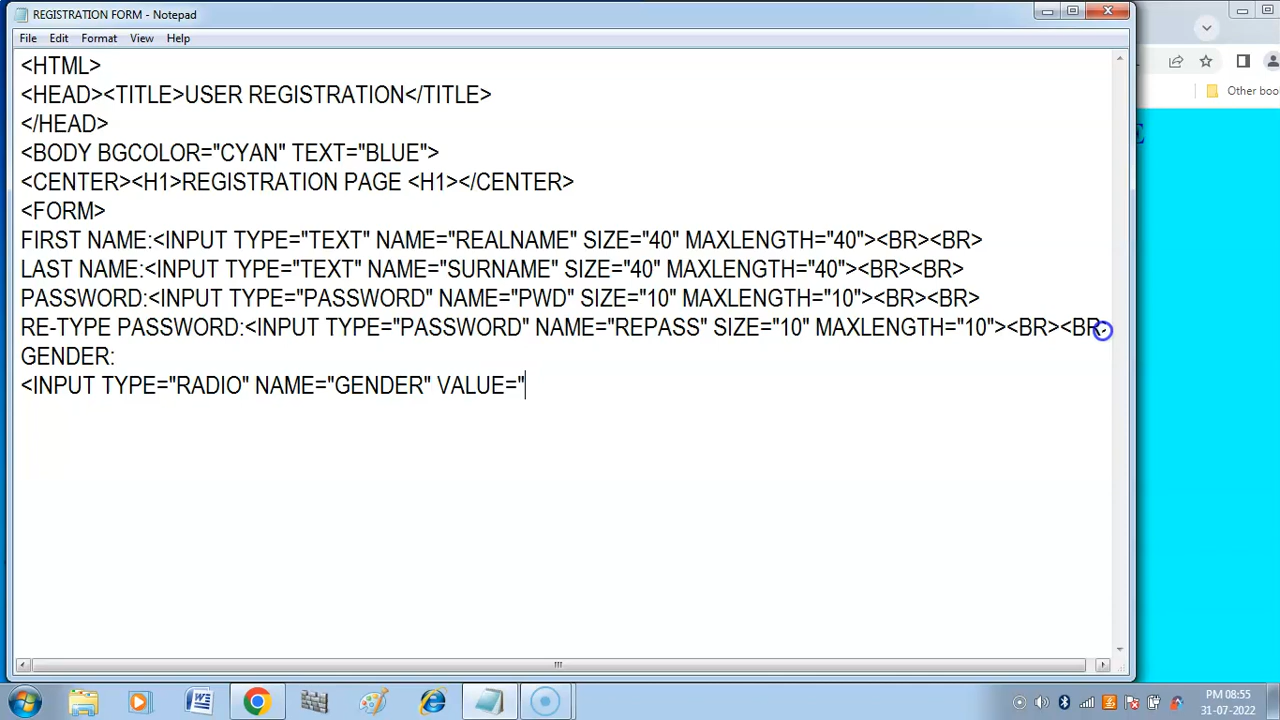 REGISTRATION FORM - Notepad
File Edit Format View Help
<HTML>
<HEAD><TITLE>USER REGISTRATION</TITLE>
</HEAD>
<BODY BGCOLOR="CYAN" TEXT="BLUE">
<CENTER><H1>REGISTRATION PAGE <H1></CENTER>
<FORM>
FIRST NAME:<INPUT TYPE="TEXT" NAME="REALNAME" SIZE="40" MAXLENGTH="40"><BR><BR>
LAST NAME:<INPUT TYPE="TEXT" NAME="SURNAME" SIZE="40" MAXLENGTH="40"><BR><BR>
PASSWORD:<INPUT TYPE="PASSWORD" NAME="PWD" SIZE="10" MAXLENGTH="10"><BR><BR>
RE-TYPE PASSWORD:<INPUT TYPE="PASSWORD" NAME="REPASS" SIZE="10" MAXLENGTH="10"><BR><BR>
GENDER:
<INPUT TYPE="RADIO" NAME="GENDER" VALUE="
Other boo
E
PM 08:55
31-07-2022